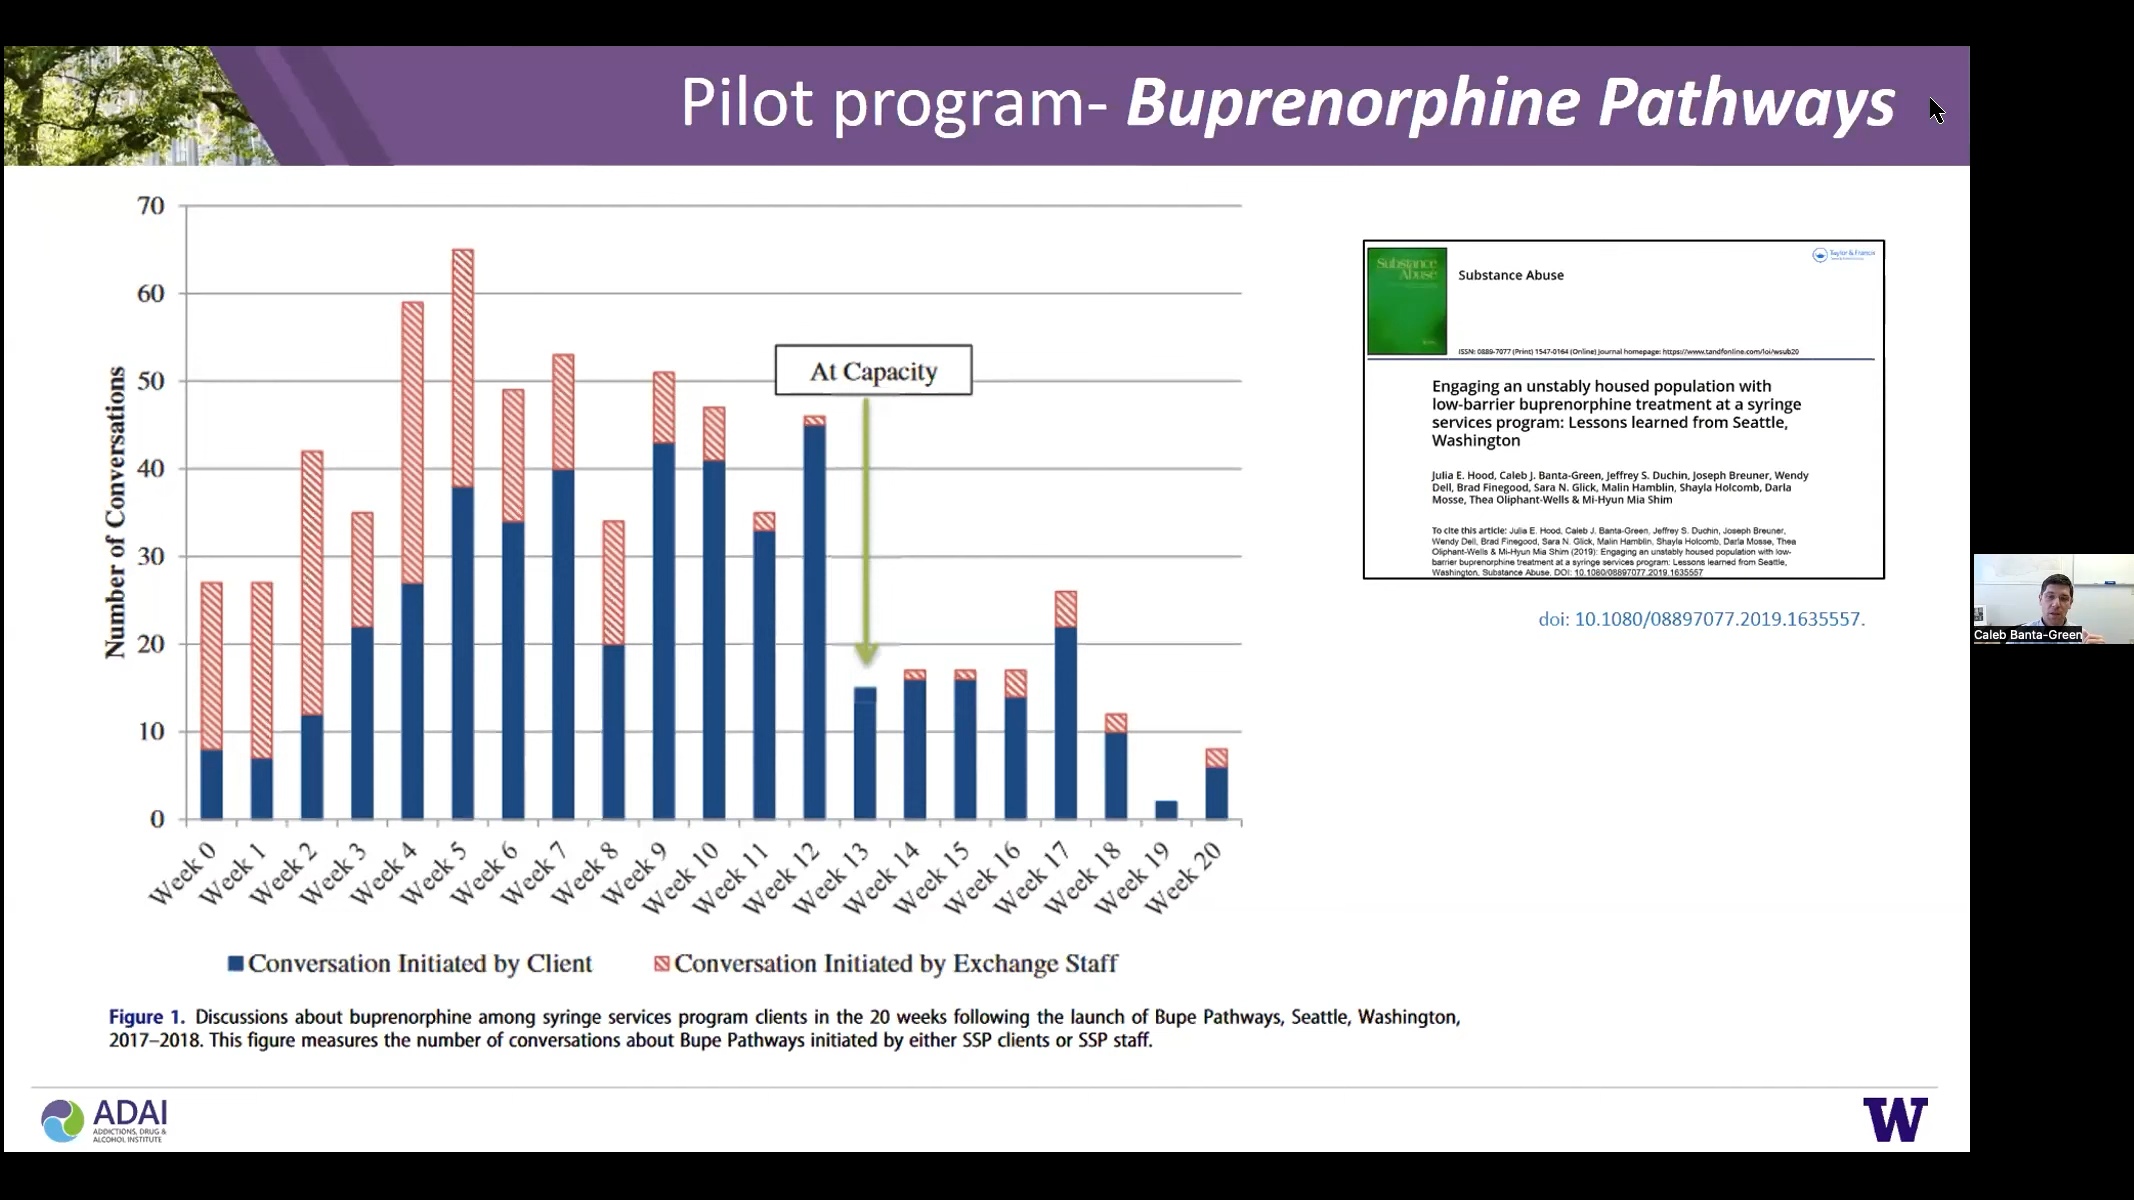 Pilot program- Buprenorphine Pathways
70
60
50
40
30
20
10
0
Number of Conversations
At Capacity
Week 0
Week 1
Week 2
Week 3
Week 4
Week 5
Week 6
Week 7
Week 8
Week 9
Week 10
Week 11
Week 12
Week 13
Week 14
Week 15
Week 16
Week 17
Week 18
Week 19
Week 20
Conversation Initiated by Client
Conversation Initiated by Exchange Staff
Figure 1. Discussions about buprenorphine among syringe services program clients in the 20 weeks following the launch of Bupe Pathways, Seattle, Washington,
2017–2018. This figure measures the number of conversations about Bupe Pathways initiated by either SSP clients or SSP staff.
Substance
Abuse
Substance Abuse
Taylor & Francis
ISSN: 0889-7077 (Print) 1547-0164 (Online) Journal homepage: https://www.tandfonline.com/loi/wsub20
Engaging an unstably housed population with
low-barrier buprenorphine treatment at a syringe
services program: Lessons learned from Seattle,
Washington
Julia E. Hood, Caleb J. Banta-Green, Jeffrey S. Duchin, Joseph Breuner, Wendy
Dell, Brad Finegood, Sara N. Glick, Malin Hamblin, Shayla Holcomb, Darla
Mosse, Thea Oliphant-Wells & Mi-Hyun Mia Shim
To cite this article: Julia E. Hood, Caleb J. Banta-Green, Jeffrey S. Duchin, Joseph Breuner,
Wendy Dell, Brad Finegood, Sara N. Glick, Malin Hamblin, Shayla Holcomb, Darla Mosse, Thea
Oliphant-Wells & Mi-Hyun Mia Shim (2019): Engaging an unstably housed population with low-
barrier buprenorphine treatment at a syringe services program: Lessons learned from Seattle,
Washington, Substance Abuse, DOI: 10.1080/08897077.2019.1635557
doi: 10.1080/08897077.2019.1635557.
Caleb Banta-Green
ADAI
ADDICTIONS, DRUG &
ALCOHOL INSTITUTE
W